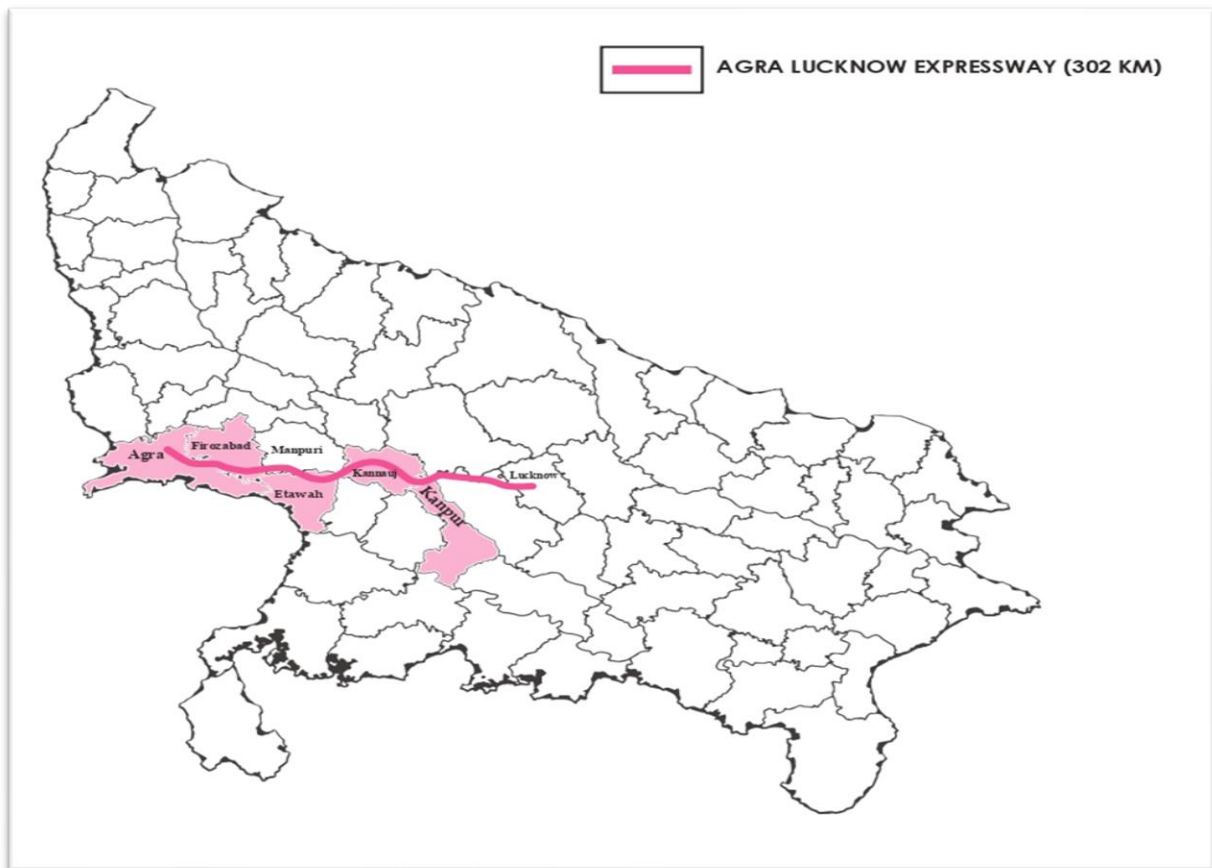 AGRA LUCKNOW EXPRESSWAY (302 KM)
Agra
Firozabad
Manpuri
Etawah
Kannauj
Kanpur
Lucknow